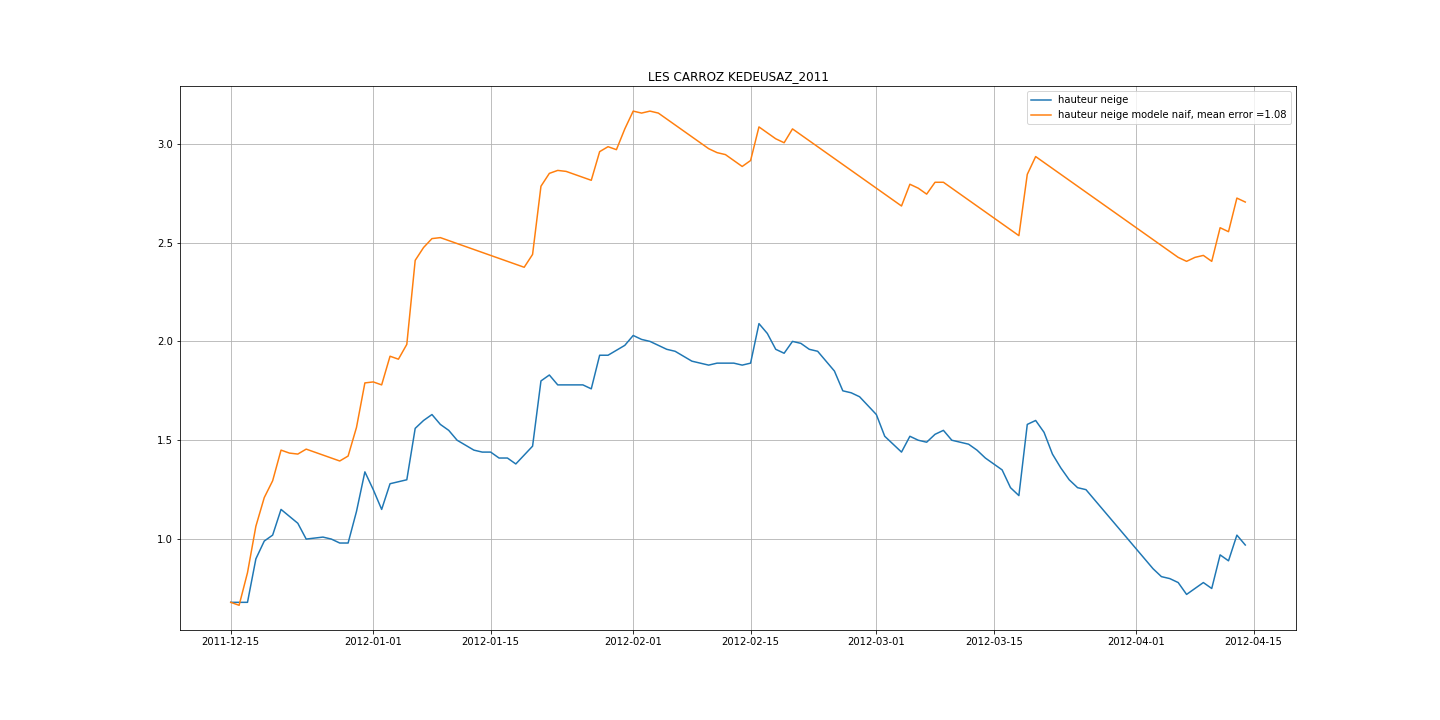 LES CARROZ KEDEUSAZ_2011
hauteur neige
hauteur neige modele naif, mean error =1.08
3.0
2.5
2.0
1.5
1.0
2011-12-15 2012-01-01 2012-01-15 2012-02-01 2012-02-15 2012-03-01 2012-03-15 2012-04-01 2012-04-15